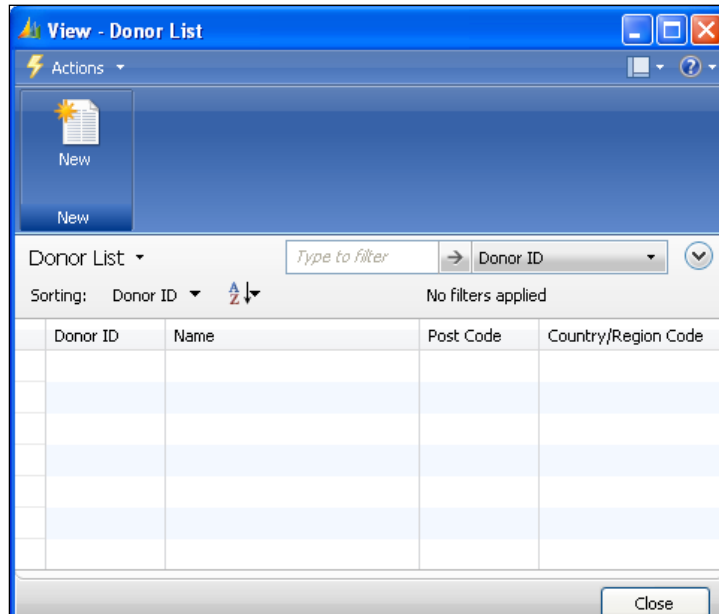 View - Donor List
Actions
New
New
Donor List
Type to filter
Donor ID
Sorting: Donor ID
A
Z
No filters applied
Donor ID Name Post Code Country/Region Code
Close